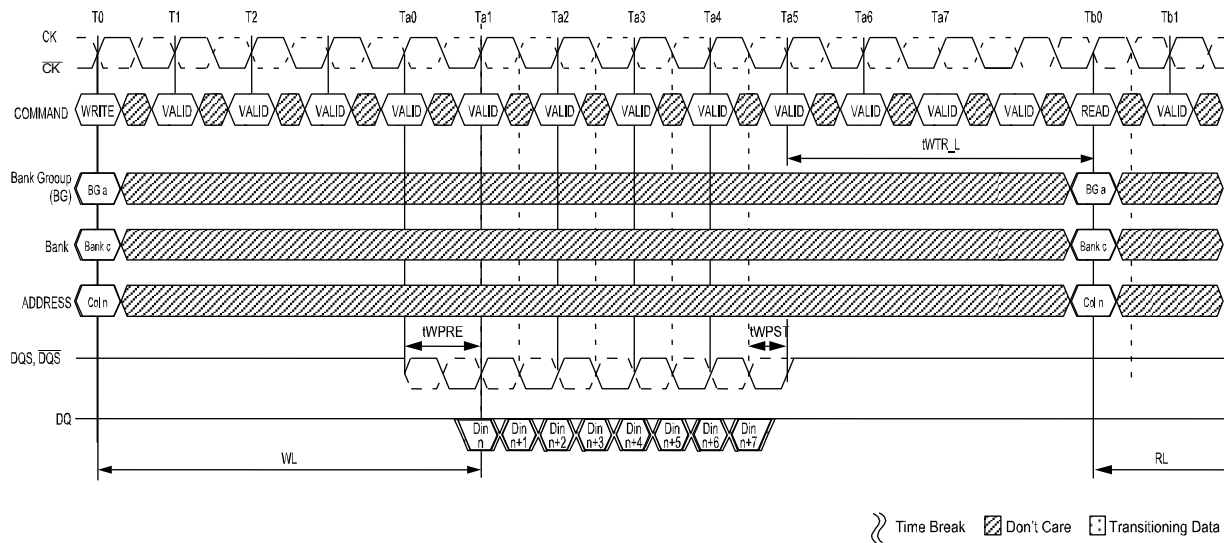 T0 T1 T2 Ta0 Ta1 Ta2 Ta3 Ta4 Ta5 Ta6 Ta7 Tb0 Tb1
CK
CK
COMMAND WRITE VALID VALID VALID VALID VALID VALID VALID VALID VALID VALID VALID VALID READ VALID
tWTR_L
Bank Grooup
(BG)
BG a BG a
Bank Bank c Bank c
ADDRESS Col n Col n
tWPRE tWPST
DQS, DQS
DQ
Din n Din n+1 Din n+2 Din n+3 Din n+4 Din n+5 Din n+6 Din n+7
WL RL
Time Break Don't Care Transitioning Data